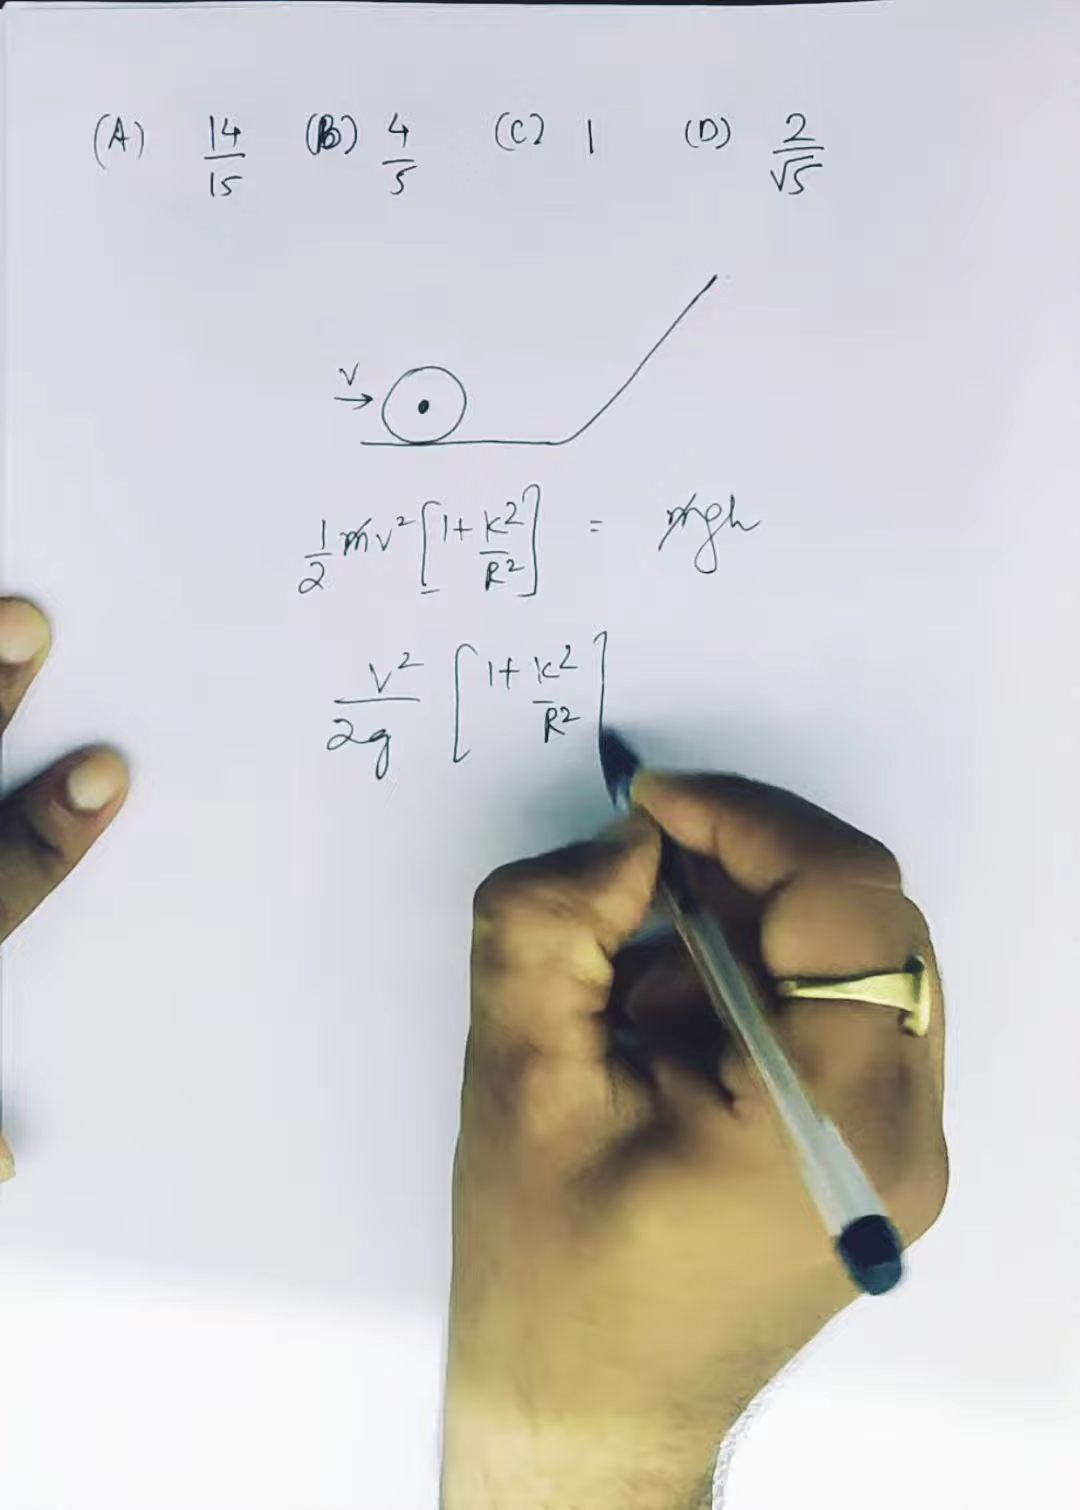 (A) 14/15 (B) 4/5 (C) 1 (D) 2/√5
V →
1/2 mv² [1 + k²/R²] = mgh
v²/2g [1 + k²/R²]